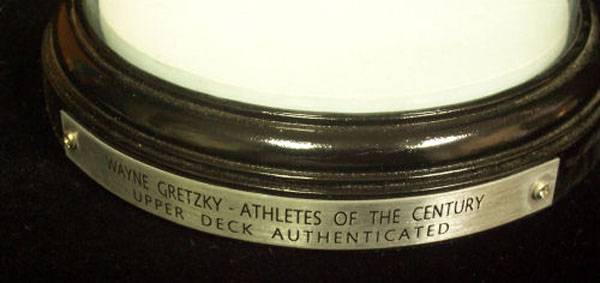 WAYNE GRETZKY - ATHLETES OF THE CENTURY
UPPER DECK AUTHENTICATED